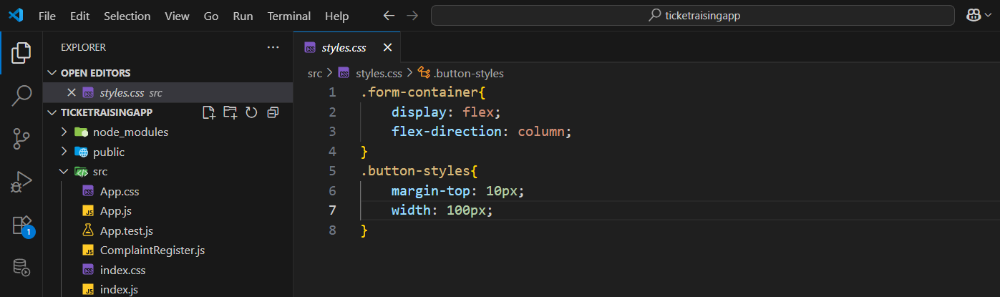 File Edit Selection View Go Run Terminal Help ticketraisingapp
EXPLORER ...
OPEN EDITORS
styles.css src
TICKETRAISINGAPP
node_modules
public
src
App.css
App.js
App.test.js
ComplaintRegister.js
index.css
index.js
1
styles.css
src > styles.css > .button-styles
1 .form-container{
2     display: flex;
3     flex-direction: column;
4 }
5 .button-styles{
6     margin-top: 10px;
7     width: 100px;
8 }